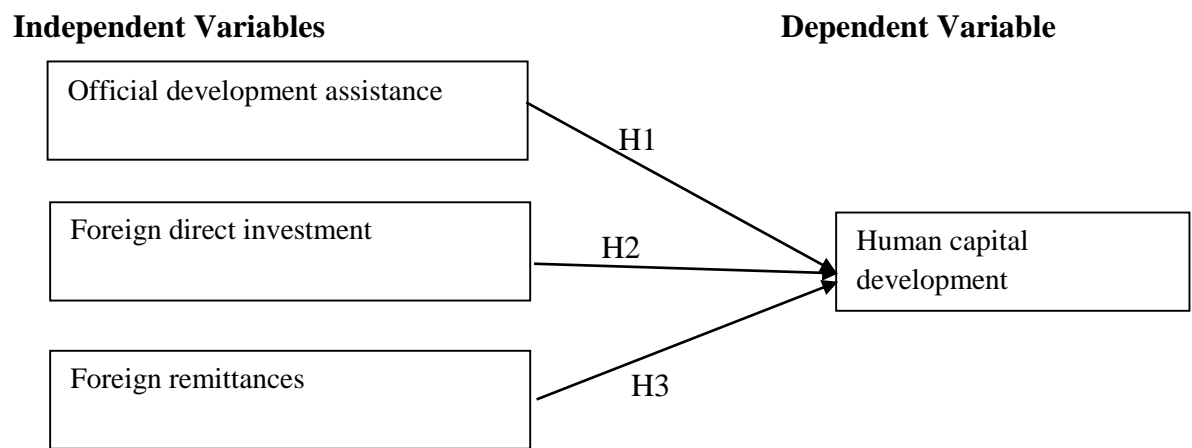 Independent Variables
Dependent Variable
Official development assistance
H1
Foreign direct investment
H2
Human capital
development
Foreign remittances
H3